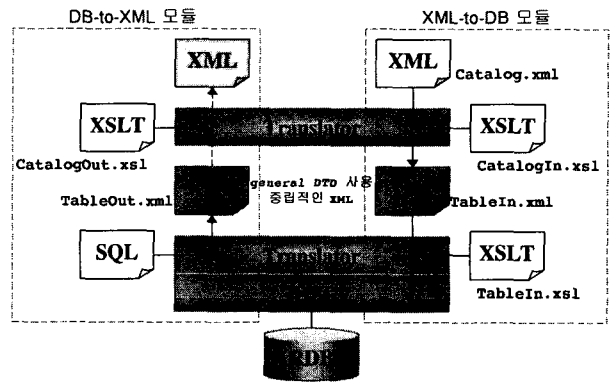 DB-to-XML 모듈
XML-to-DB 모듈
XML
XML
Catalog.xml
XSLT
Translator
XSLT
CatalogOut.xsl
CatalogIn.xsl
TableOut.xml
general DTD 사용
중립적인 XML
TableIn.xml
SQL
Translator
XSLT
TableIn.xsl
RDB